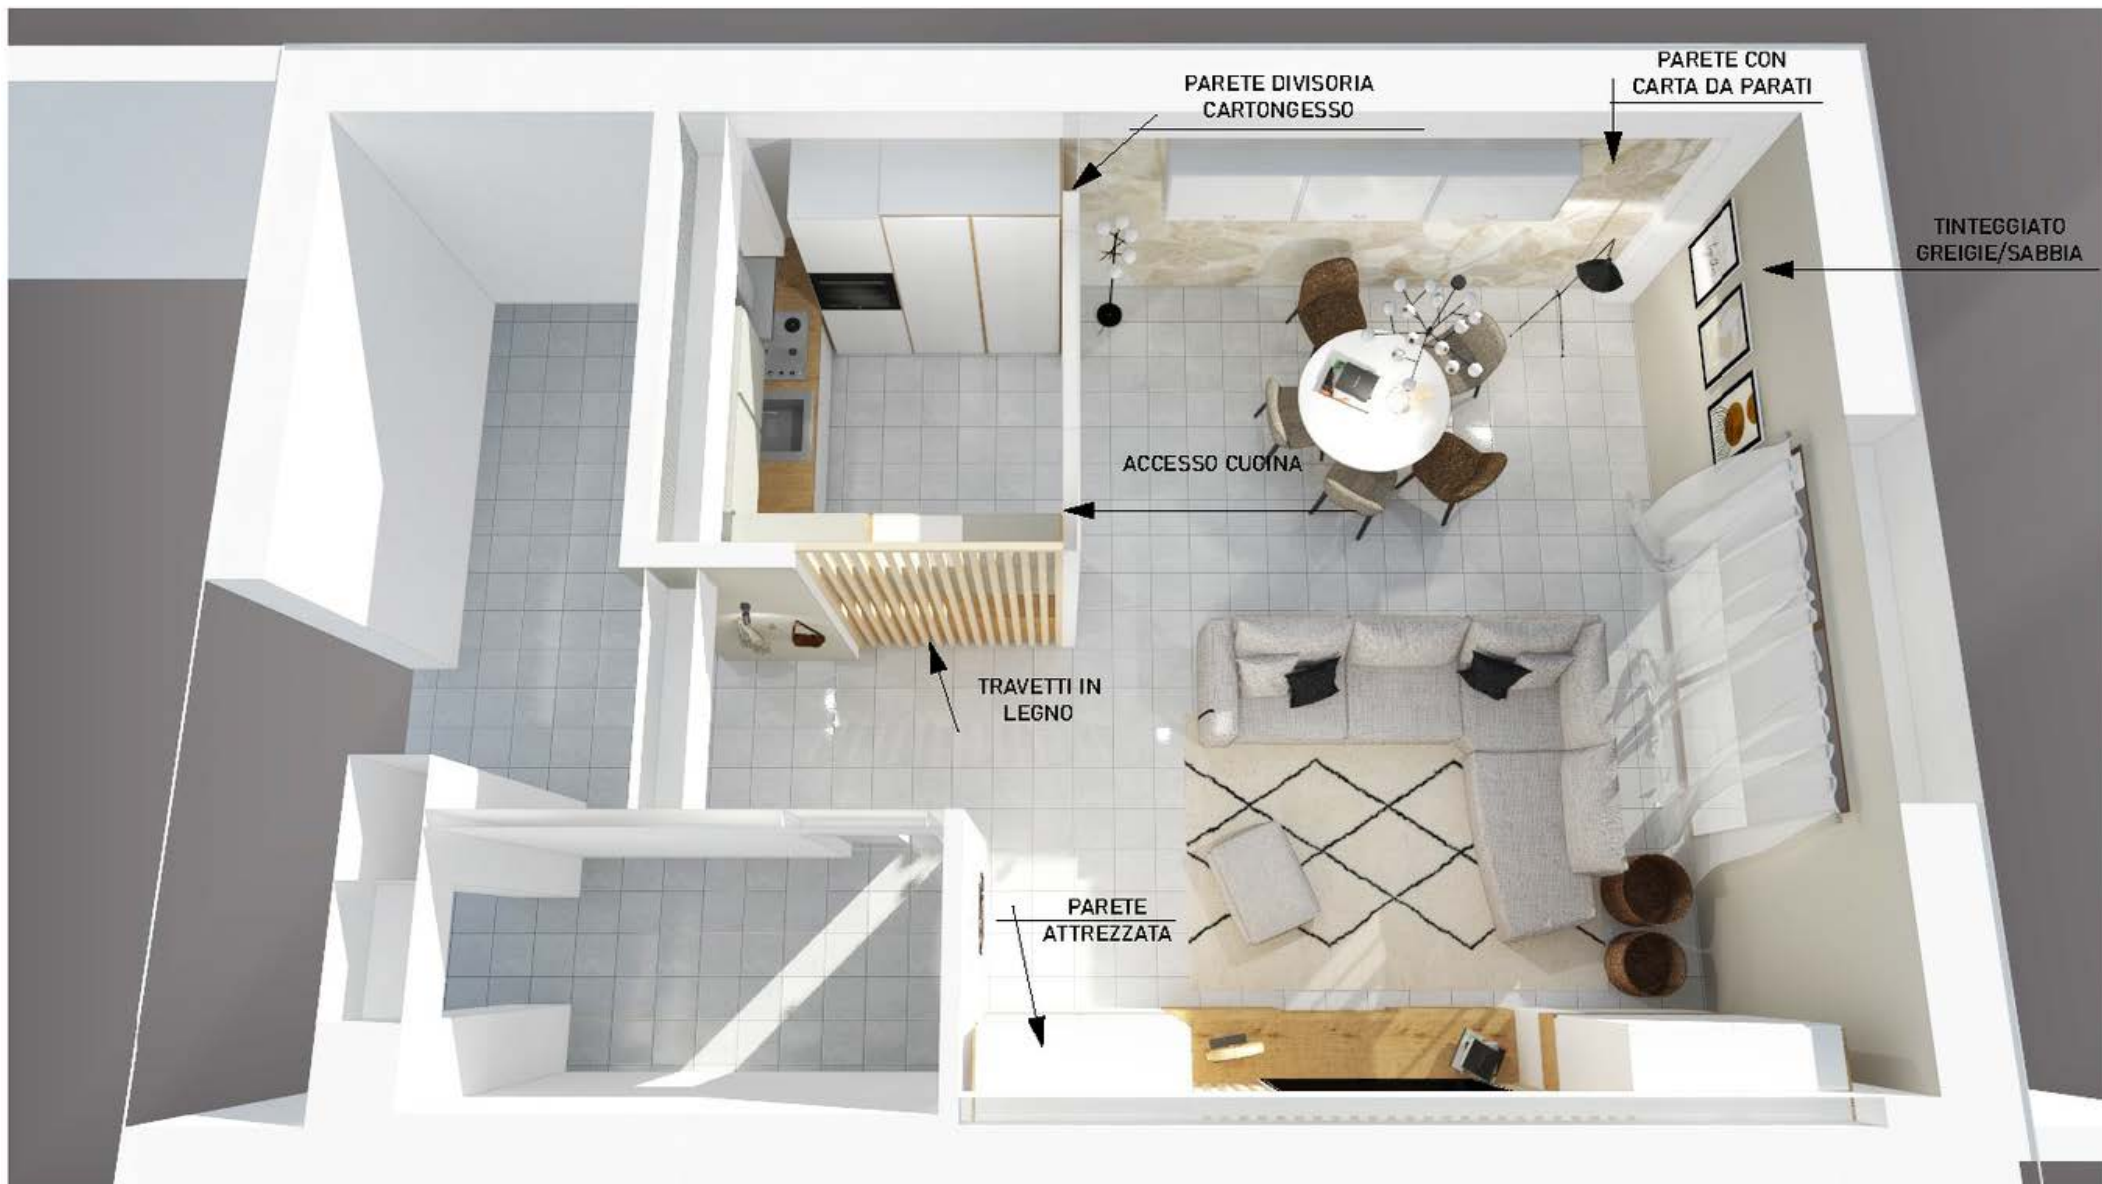 PARETE DIVISORIA
CARTONGESSO
PARETE CON
CARTA DA PARATI
TINTEGGIATO
GREIGIE/SABBIA
ACCESSO CUCINA
TRAVETTI IN
LEGNO
PARETE
ATTREZZATA